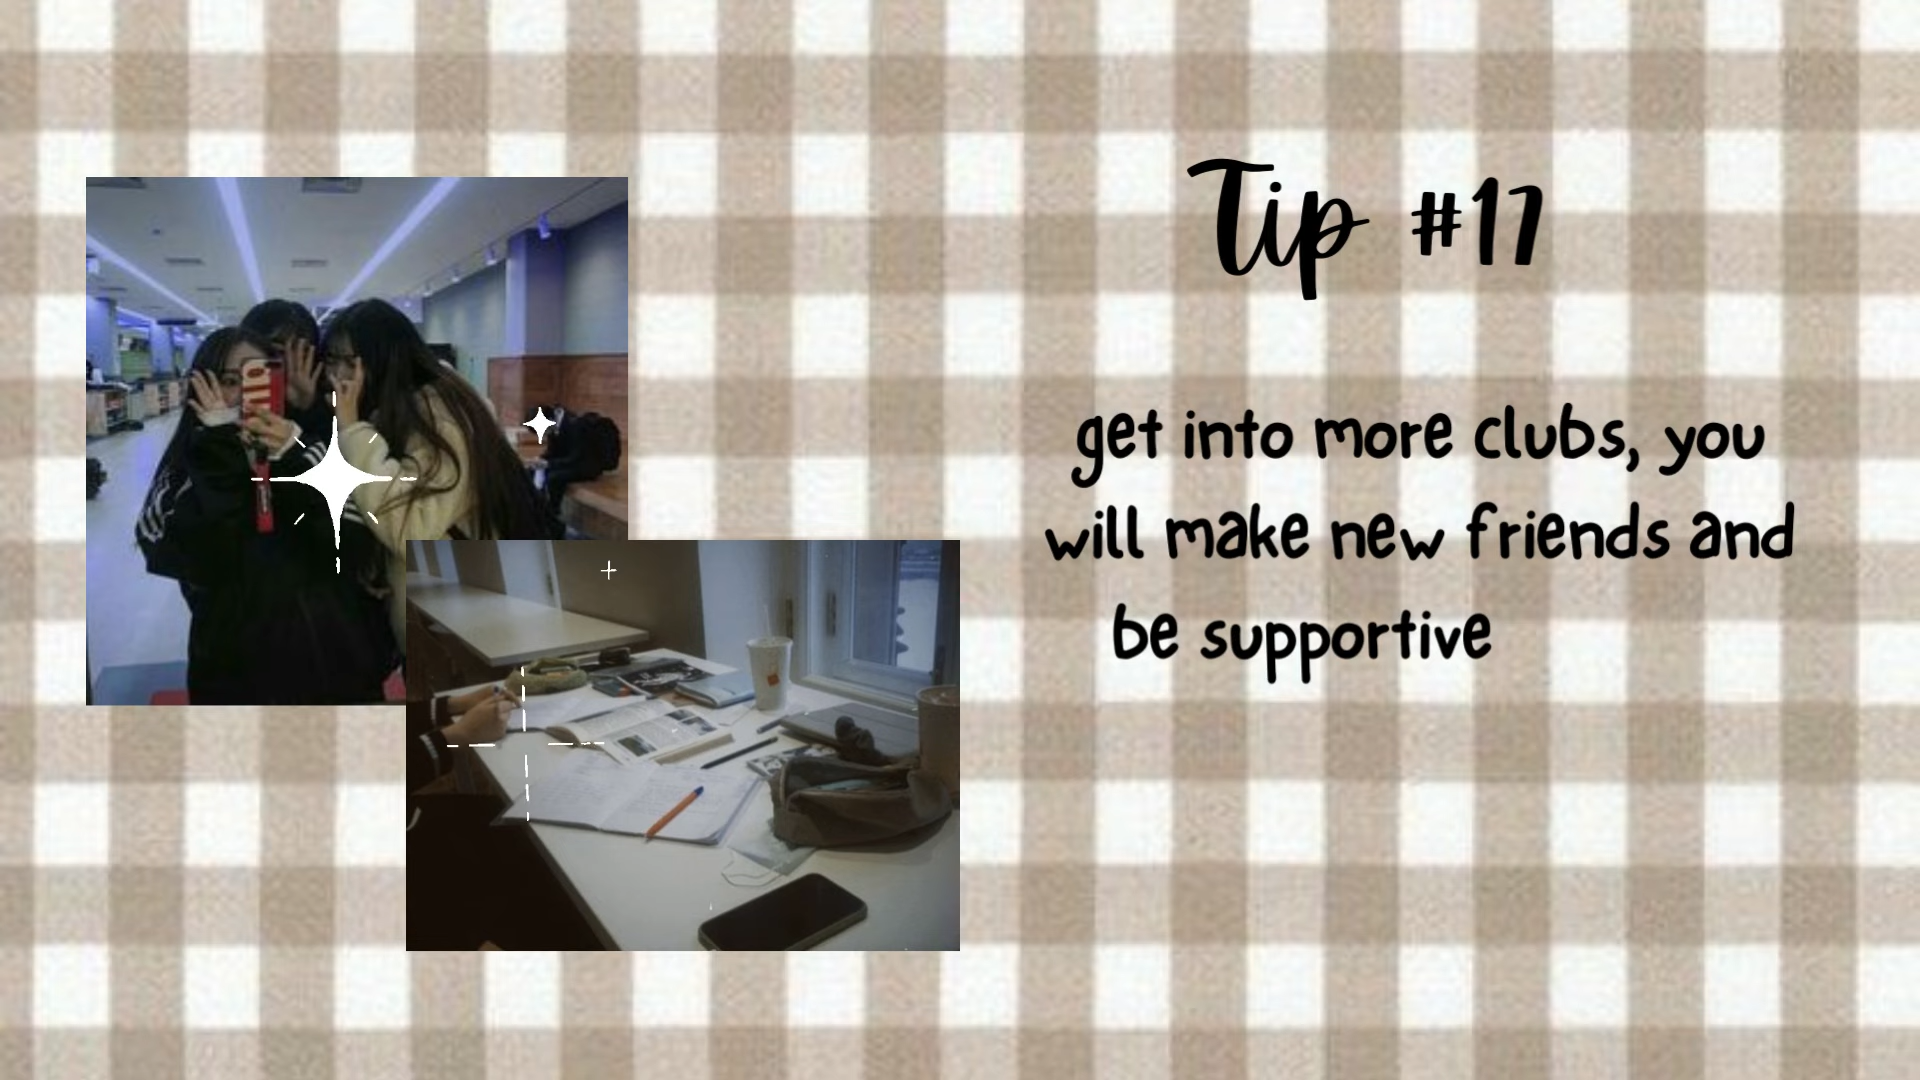 Tip #17
get into more clubs, you
will make new friends and
be supportive